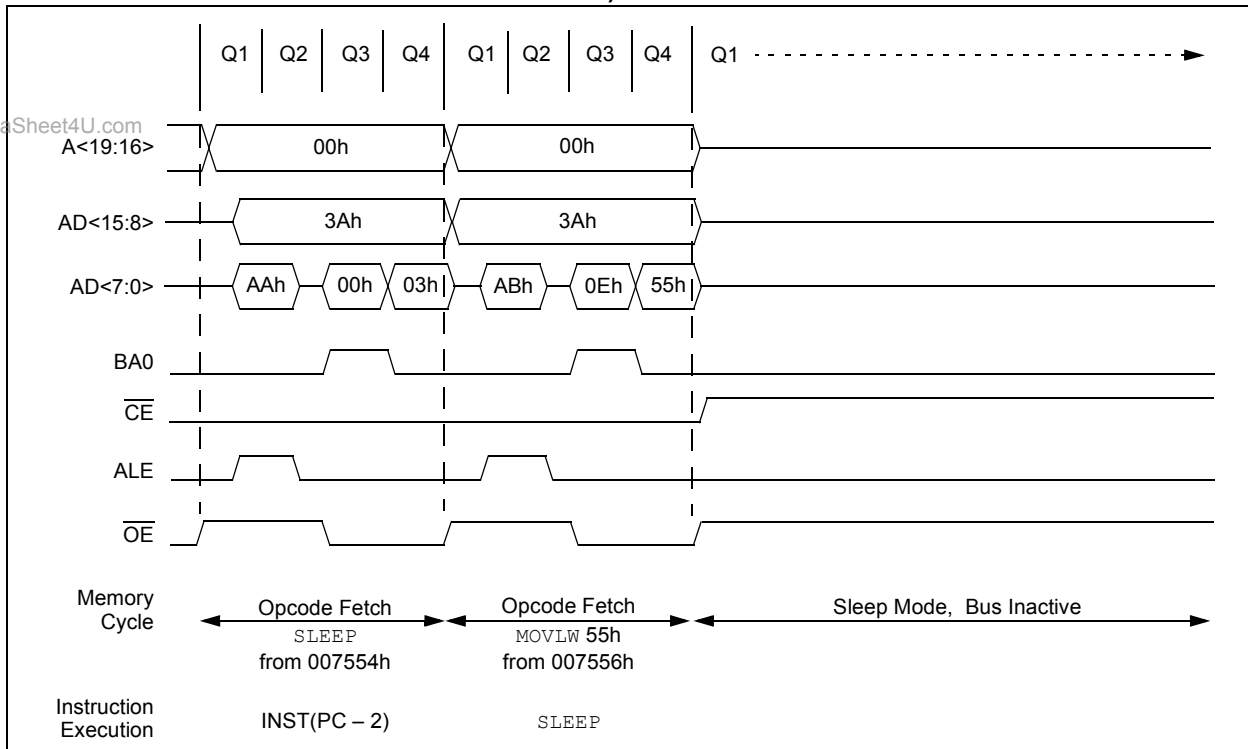 Q1 Q2 Q3 Q4 Q1 Q2 Q3 Q4 Q1
aSheet4U.com
A<19:16> 00h 00h
AD<15:8> 3Ah 3Ah
AD<7:0> AAh 00h 03h ABh 0Eh 55h
BA0
CE
ALE
OE
Memory
Cycle
Opcode Fetch
SLEEP
from 007554h
Opcode Fetch
MOVLW 55h
from 007556h
Sleep Mode, Bus Inactive
Instruction
Execution
INST(PC – 2)
SLEEP